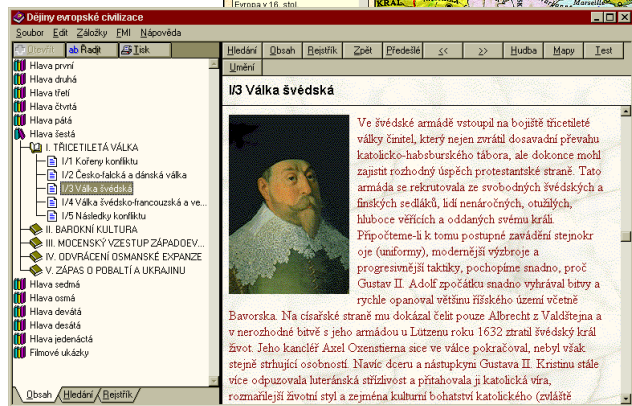 Evropa v 16. stol.
KRÁL
Marseille
Dějiny evropské civilizace
Soubor Edit Záložky FMI Nápověda
Otevřít ab Řadit Tisk
Hledání Obsah Rejstřík Zpět Předešlé << >> Hudba Mapy Test
Umění
Hlava první
Hlava druhá
Hlava třetí
Hlava čtvrtá
Hlava pátá
Hlava šestá
I. TŘICETILETÁ VÁLKA
I/1 Kořeny konfliktu
I/2 Česko-falcká a dánská válka
I/3 Válka švédská
I/4 Válka švédsko-francouzská a ve...
I/5 Následky konfliktu
II. BAROKNÍ KULTURA
III. MOCENSKÝ VZESTUP ZÁPADOEV...
IV. ODVRÁCENÍ OSMANSKÉ EXPANZE
V. ZÁPAS O POBALTÍ A UKRAJINU
Hlava sedmá
Hlava osmá
Hlava devátá
Hlava desátá
Hlava jedenáctá
Filmové ukázky
Obsah Hledání Rejstřík
I/3 Válka švédská
Ve švédské armádě vstoupil na bojiště třicetileté
války činitel, který nejen zvrátil dosavadní převahu
katolicko-habsburského tábora, ale dokonce mohl
zajistit rozhodný úspěch protestantské straně. Tato
armáda se rekrutovala ze svobodných švédských a
finských sedláků, lidí nenáročných, otužilých,
hluboce věřících a oddaných svému králi.
Připočteme-li k tomu postupné zavádění stejnokr
oje (uniformy), modernější výzbroje a
progresivnější taktiky, pochopíme snadno, proč
Gustav II. Adolf zpočátku snadno vyhrával bitvy a
rychle opanoval většinu říšského území včetně
Bavorska. Na císařské straně mu dokázal čelit pouze Albrecht z Valdštejna a
v nerozhodné bitvě s jeho armádou u Lützenu roku 1632 ztratil švédský král
život. Jeho kancléř Axel Oxenstierna sice ve válce pokračoval, nebyl však
stejně strhující osobností. Navíc dceru a nástupkyni Gustava II. Kristinu stále
více odpuzovala luteránská střízlivost a přitahovala ji katolická víra,
rozmařilejší životní styl a zejména kulturní bohatství katolického (zvláště